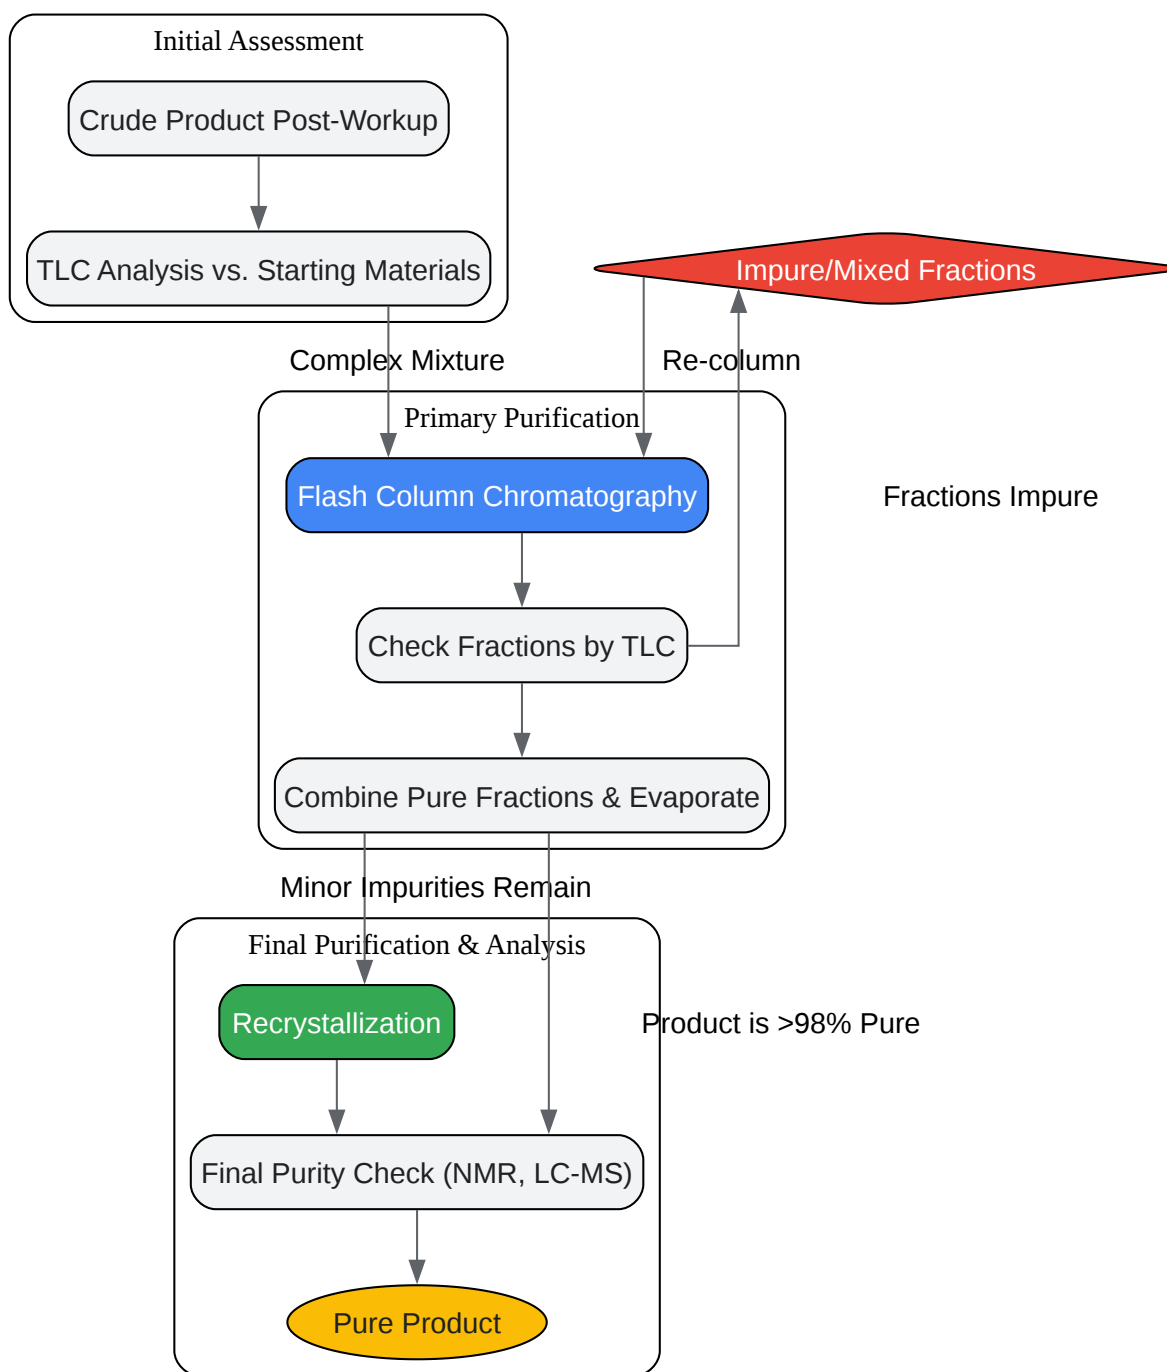 Initial Assessment
Crude Product Post-Workup
TLC Analysis vs. Starting Materials
Impure/Mixed Fractions
Complex Mixture
Re-column
Primary Purification
Flash Column Chromatography
Fractions Impure
Check Fractions by TLC
Combine Pure Fractions & Evaporate
Minor Impurities Remain
Final Purification & Analysis
Recrystallization
Product is >98% Pure
Final Purity Check (NMR, LC-MS)
Pure Product